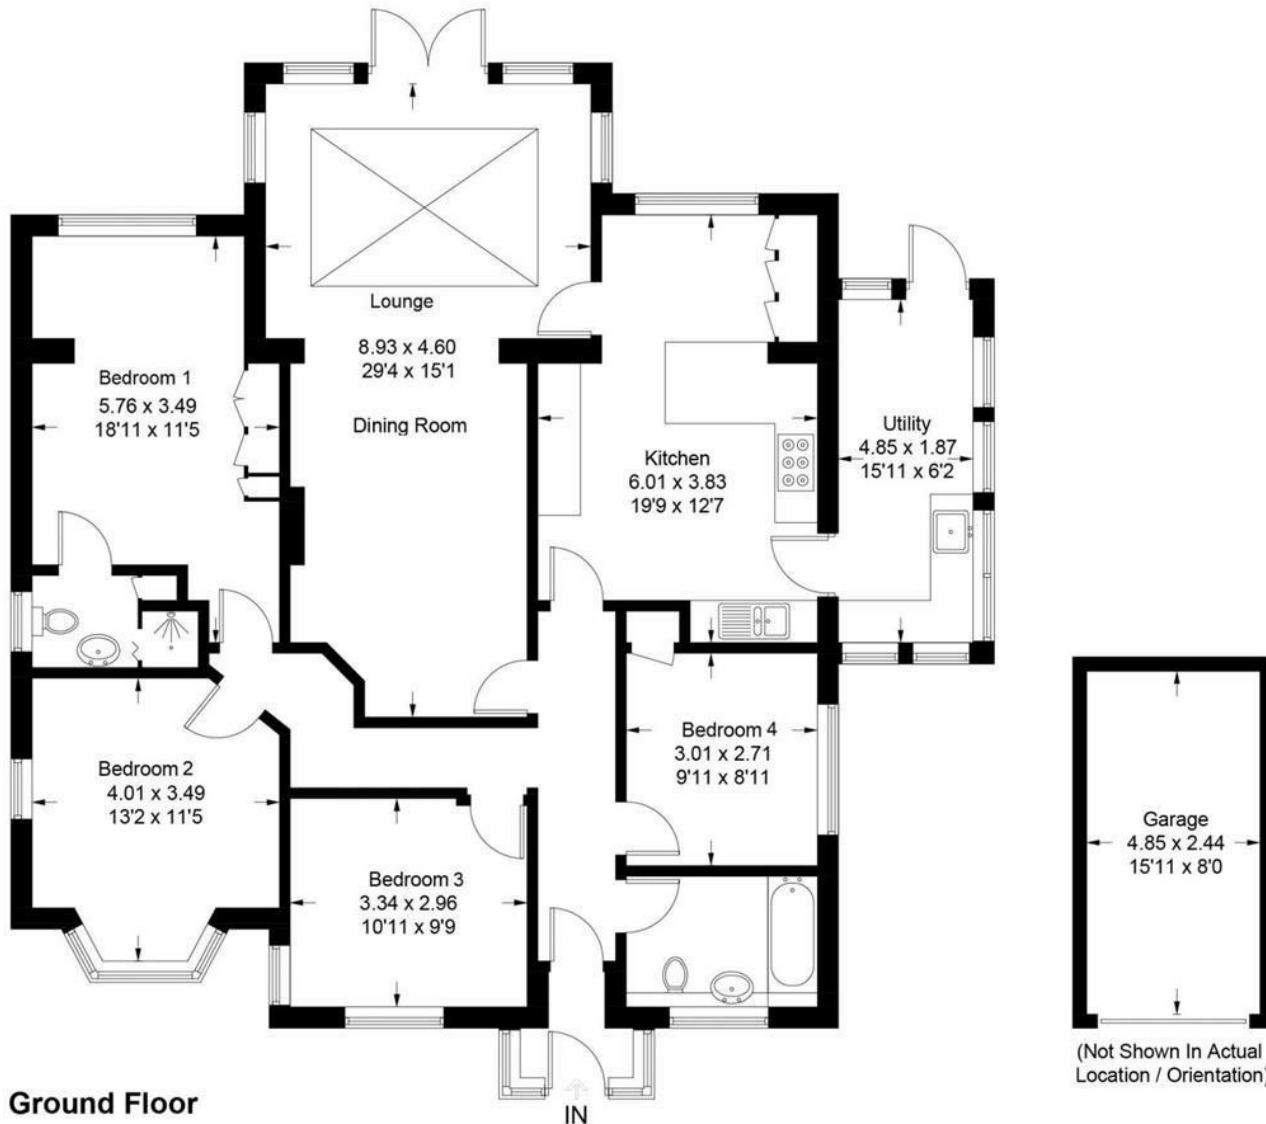 Lounge
8.93 x 4.60
29'4 x 15'1
Dining Room
Bedroom 1
5.76 x 3.49
18'11 x 11'5
Kitchen
6.01 x 3.83
19'9 x 12'7
Utility
4.85 x 1.87
15'11 x 6'2
Bedroom 2
4.01 x 3.49
13'2 x 11'5
Bedroom 4
3.01 x 2.71
9'11 x 8'11
Bedroom 3
3.34 x 2.96
10'11 x 9'9
Garage
4.85 x 2.44
15'11 x 8'0
(Not Shown In Actual
Location / Orientation)
Ground Floor
IN